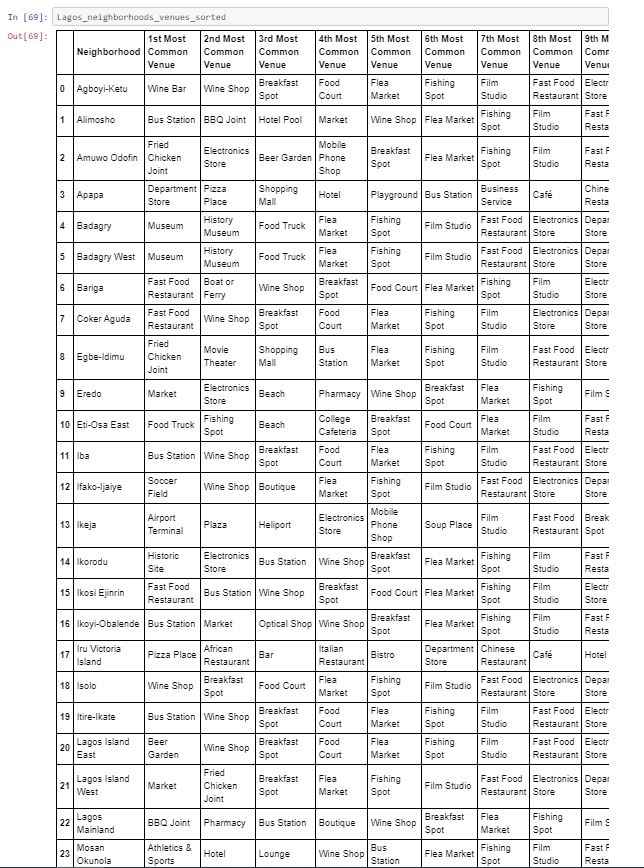 In [69]: Lagos_neighborhoods_venues_sorted
Out[69]:
Neighborhood 1st Most Common Venue 2nd Most Common Venue 3rd Most Common Venue 4th Most Common Venue 5th Most Common Venue 6th Most Common Venue 7th Most Common Venue 8th Most Common Venue 9th M Comm Venue
0 Agboyi-Ketu Wine Bar Wine Shop Breakfast Spot Food Court Flea Market Fishing Spot Film Studio Fast Food Restaurant Electr Store
1 Alimosho Bus Station BBQ Joint Hotel Pool Market Wine Shop Flea Market Fishing Spot Film Studio Fast F Resta
2 Amuwo Odofin Fried Chicken Joint Electronics Store Beer Garden Mobile Phone Shop Breakfast Spot Flea Market Fishing Spot Film Studio Fast F Resta
3 Apapa Department Store Pizza Place Shopping Mall Hotel Playground Bus Station Business Service Café Chine Resta
4 Badagry Museum History Museum Food Truck Flea Market Fishing Spot Film Studio Fast Food Restaurant Electronics Store Depar Store
5 Badagry West Museum History Museum Food Truck Flea Market Fishing Spot Film Studio Fast Food Restaurant Electronics Store Depar Store
6 Bariga Fast Food Restaurant Boat or Ferry Wine Shop Breakfast Spot Food Court Flea Market Fishing Spot Film Studio Electr Store
7 Coker Aguda Fast Food Restaurant Wine Shop Breakfast Spot Food Court Flea Market Fishing Spot Film Studio Electronics Store Depar Store
8 Egbe-Idimu Fried Chicken Joint Movie Theater Shopping Mall Bus Station Flea Market Fishing Spot Film Studio Fast Food Restaurant Electr Store
9 Eredo Market Electronics Store Beach Pharmacy Wine Shop Breakfast Spot Flea Market Fishing Spot Film S
10 Eti-Osa East Food Truck Fishing Spot Beach College Cafeteria Breakfast Spot Food Court Flea Market Film Studio Fast F Resta
11 Iba Bus Station Wine Shop Breakfast Spot Food Court Flea Market Fishing Spot Film Studio Fast Food Restaurant Electr Store
12 Ifako-Ijaiye Soccer Field Wine Shop Boutique Flea Market Fishing Spot Film Studio Fast Food Restaurant Electronics Store Depar Store
13 Ikeja Airport Terminal Plaza Heliport Electronics Store Mobile Phone Shop Soup Place Film Studio Fast Food Restaurant Break Spot
14 Ikorodu Historic Site Electronics Store Bus Station Wine Shop Breakfast Spot Flea Market Fishing Spot Film Studio Fast F Resta
15 Ikosi Ejinrin Fast Food Restaurant Bus Station Wine Shop Breakfast Spot Food Court Flea Market Fishing Spot Film Studio Electr Store
16 Ikoyi-Obalende Bus Station Market Optical Shop Wine Shop Breakfast Spot Flea Market Fishing Spot Film Studio Fast F Resta
17 Iru Victoria Island Pizza Place African Restaurant Bar Italian Restaurant Bistro Department Store Chinese Restaurant Café Hotel
18 Isolo Wine Shop Breakfast Spot Food Court Flea Market Fishing Spot Film Studio Fast Food Restaurant Electronics Store Depar Store
19 Itire-Ikate Bus Station Wine Shop Breakfast Spot Food Court Flea Market Fishing Spot Film Studio Fast Food Restaurant Electr Store
20 Lagos Island East Beer Garden Wine Shop Breakfast Spot Food Court Flea Market Fishing Spot Film Studio Fast Food Restaurant Electr Store
21 Lagos Island West Market Fried Chicken Joint Breakfast Spot Flea Market Fishing Spot Film Studio Fast Food Restaurant Electronics Store Depar Store
22 Lagos Mainland BBQ Joint Pharmacy Bus Station Boutique Wine Shop Breakfast Spot Flea Market Fishing Spot Film S
23 Mosan Okunola Athletics & Sports Hotel Lounge Wine Shop Bus Station Flea Market Fishing Spot Film Studio Fast F Resta